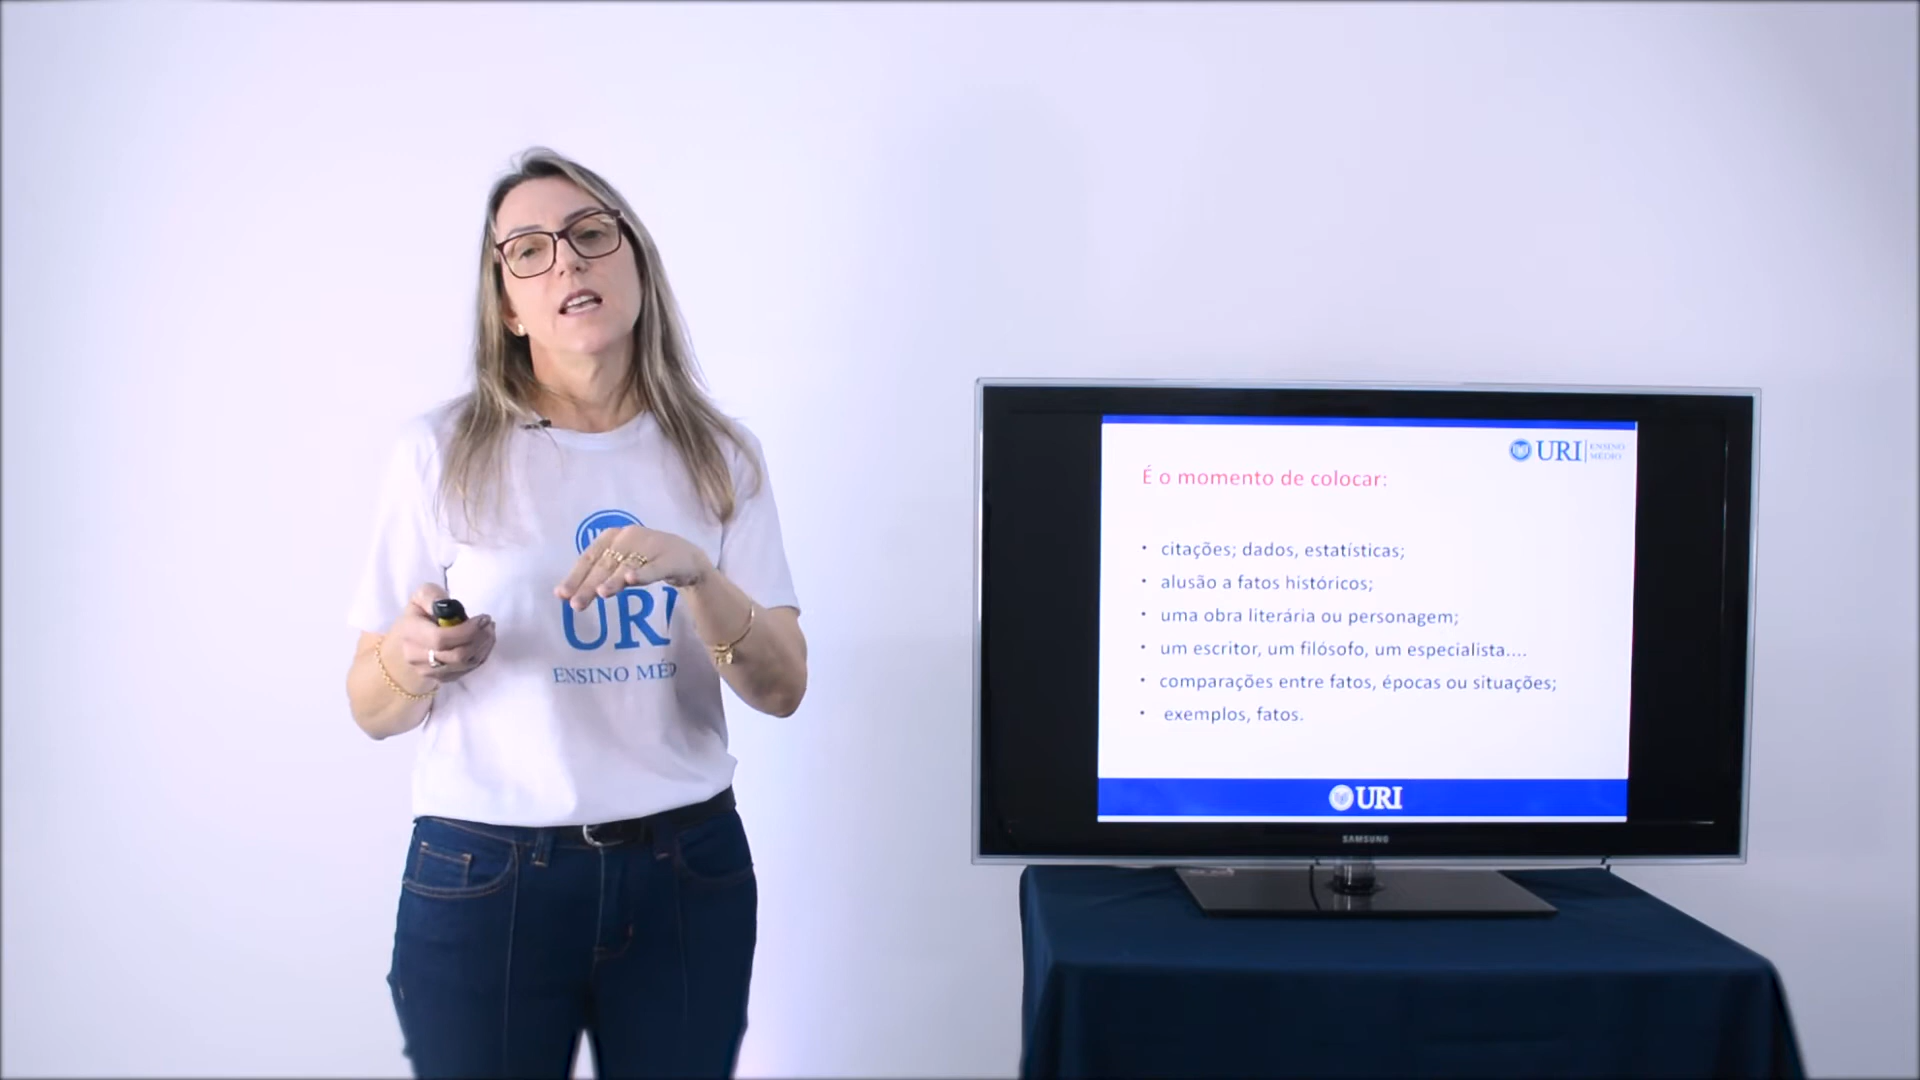 URI
ENSINO MÉD
URI ENSINO
MÉDIO
É o momento de colocar:
• citações; dados, estatísticas;
• alusão a fatos históricos;
• uma obra literária ou personagem;
• um escritor, um filósofo, um especialista....
• comparações entre fatos, épocas ou situações;
• exemplos, fatos.
URI
SAMSUNG